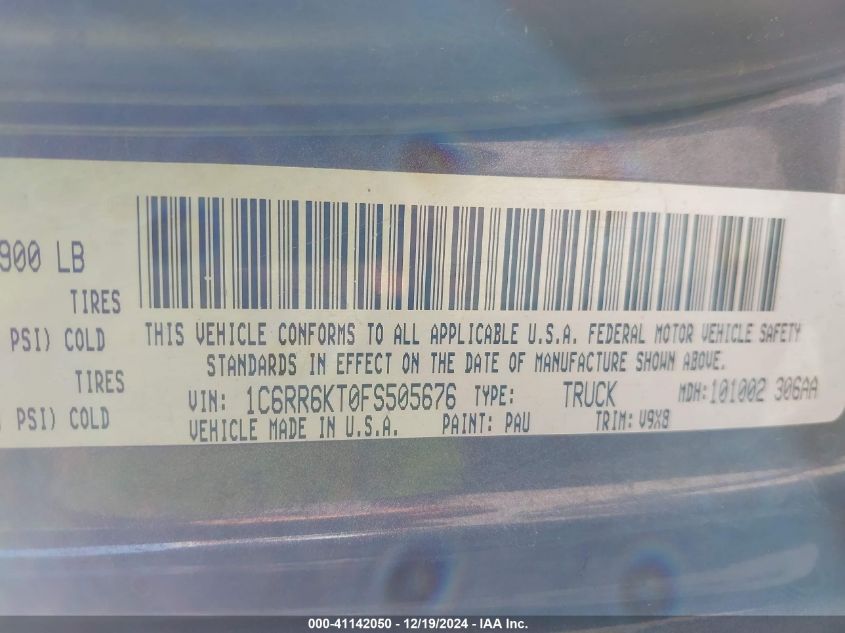 900 LB
TIRES
PSI) COLD
TIRES
PSI) COLD
THIS VEHICLE CONFORMS TO ALL APPLICABLE U.S.A. FEDERAL MOTOR VEHICLE SAFETY
STANDARDS IN EFFECT ON THE DATE OF MANUFACTURE SHOWN ABOVE.
VIN: 1C6RR6KT0FS505676 TYPE: TRUCK MDH: 101002 306AA
VEHICLE MADE IN U.S.A. PAINT: PAU TRIM: V9X8
000-41142050 - 12/19/2024 - IAA Inc.